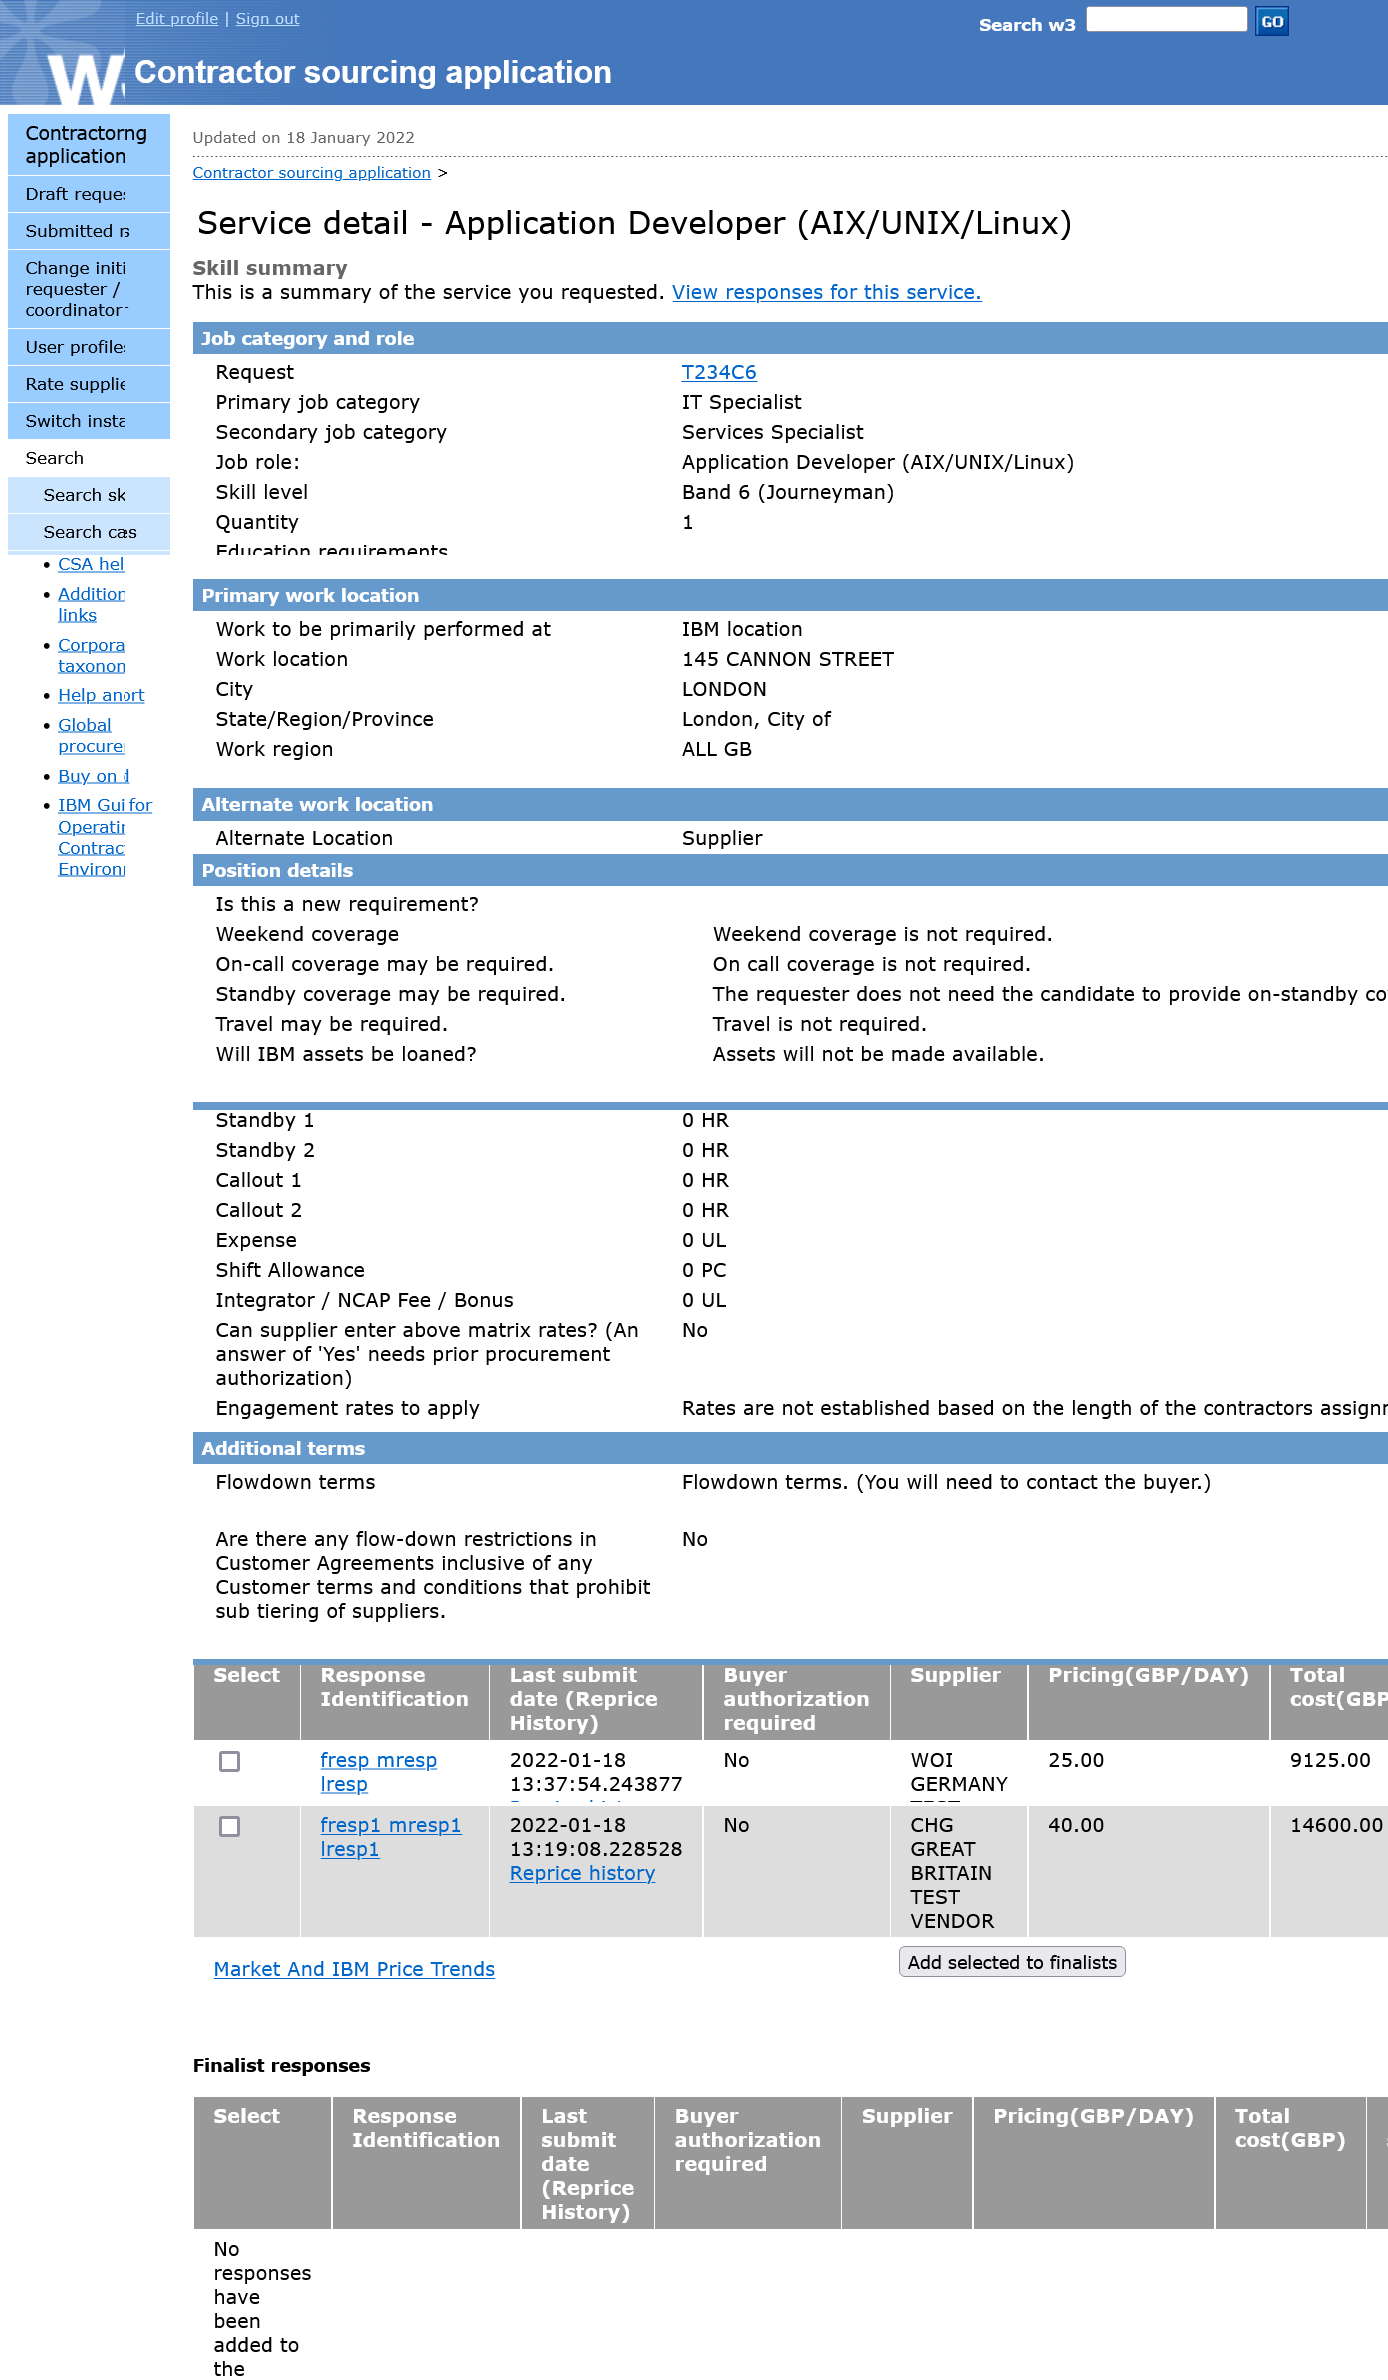 Edit profile | Sign out
Search w3
GO
W
Contractor sourcing application
Contractorng
application
Draft reques
Submitted
Change initi
requester /
coordinator
User profiles
Rate supplie
Switch insta
Search
Search sk
Search cas
CSA hel
Addition
links
Corpora
taxonom
Help anort
Global
procure
Buy on
IBM Gui for
Operatin
Contrac
Environ
Updated on 18 January 2022
Contractor sourcing application >
Service detail - Application Developer (AIX/UNIX/Linux)
Skill summary
This is a summary of the service you requested. View responses for this service.
Job category and role
Request T234C6
Primary job category IT Specialist
Secondary job category Services Specialist
Job role: Application Developer (AIX/UNIX/Linux)
Skill level Band 6 (Journeyman)
Quantity 1
Education requirements
Primary work location
Work to be primarily performed at IBM location
Work location 145 CANNON STREET
City LONDON
State/Region/Province London, City of
Work region ALL GB
Alternate work location
Alternate Location Supplier
Position details
Is this a new requirement?
Weekend coverage Weekend coverage is not required.
On-call coverage may be required. On call coverage is not required.
Standby coverage may be required. The requester does not need the candidate to provide on-standby co
Travel may be required. Travel is not required.
Will IBM assets be loaned? Assets will not be made available.
Standby 1 0 HR
Standby 2 0 HR
Callout 1 0 HR
Callout 2 0 HR
Expense 0 UL
Shift Allowance 0 PC
Integrator / NCAP Fee / Bonus 0 UL
Can supplier enter above matrix rates? (An No
answer of 'Yes' needs prior procurement
authorization)
Engagement rates to apply Rates are not established based on the length of the contractors assign
Additional terms
Flowdown terms Flowdown terms. (You will need to contact the buyer.)
Are there any flow-down restrictions in No
Customer Agreements inclusive of any
Customer terms and conditions that prohibit
sub tiering of suppliers.
Select Response Last submit Buyer Supplier Pricing(GBP/DAY) Total
Identification date (Reprice authorization cost(GBP
History) required
fresp mresp 2022-01-18 No WOI 25.00 9125.00
lresp 13:37:54.243877 GERMANY
fresp1 mresp1 2022-01-18 No CHG 40.00 14600.00
lresp1 13:19:08.228528 GREAT
Reprice history BRITAIN
TEST
VENDOR
Market And IBM Price Trends Add selected to finalists
Finalist responses
Select Response Last Buyer Supplier Pricing(GBP/DAY) Total
Identification submit authorization cost(GBP)
date required
(Reprice
History)
No
responses
have
been
added to
the